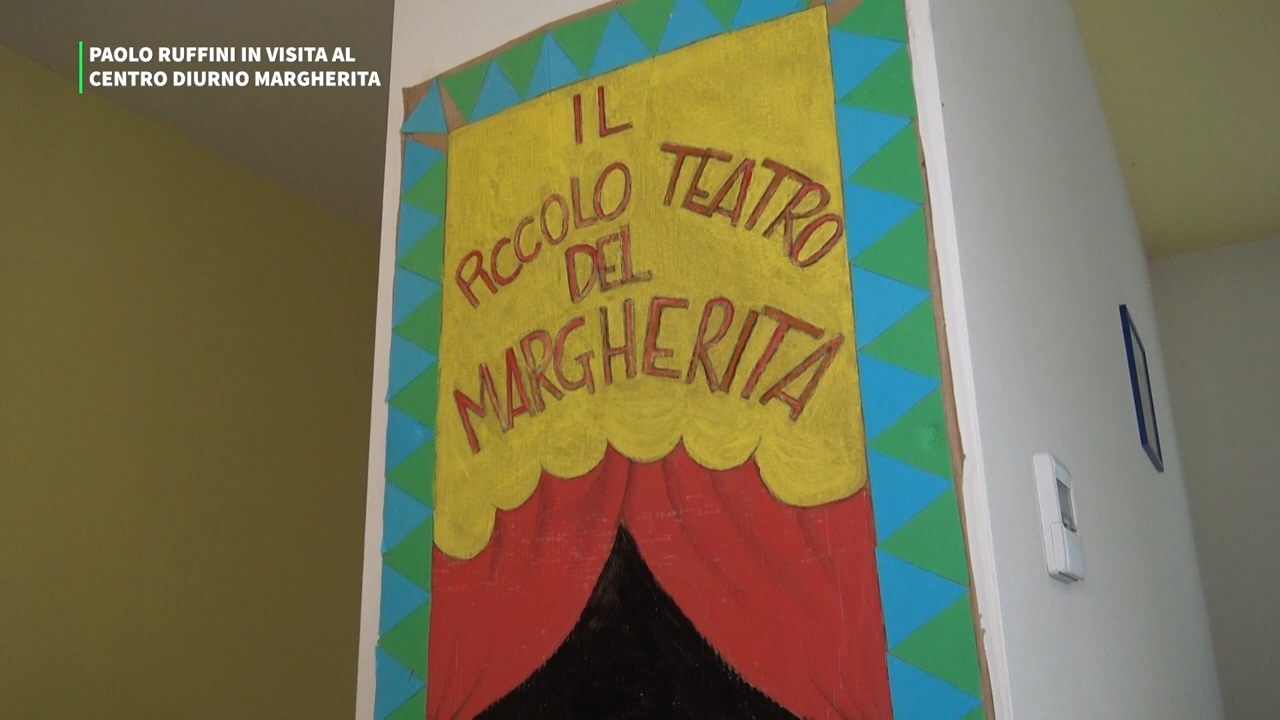 PAOLO RUFFINI IN VISITA AL
CENTRO DIURNO MARGHERITA
IL
PICCOLO TEATRO
DEL
MARGHERITA